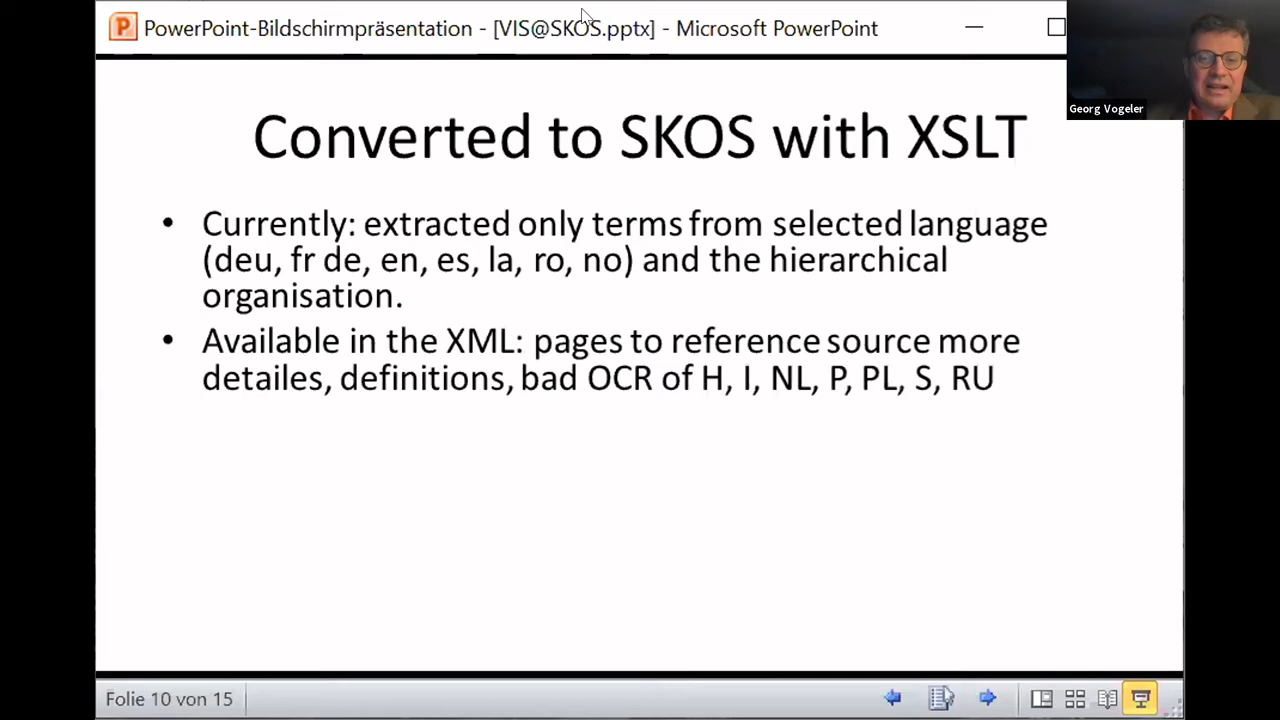 PowerPoint-Bildschirmpräsentation - [VIS@SKOS.pptx] - Microsoft PowerPoint
Georg Vogeler
Converted to SKOS with XSLT
• Currently: extracted only terms from selected language
(deu, fr de, en, es, la, ro, no) and the hierarchical
organisation.
• Available in the XML: pages to reference source more
detailes, definitions, bad OCR of H, I, NL, P, PL, S, RU
Folie 10 von 15